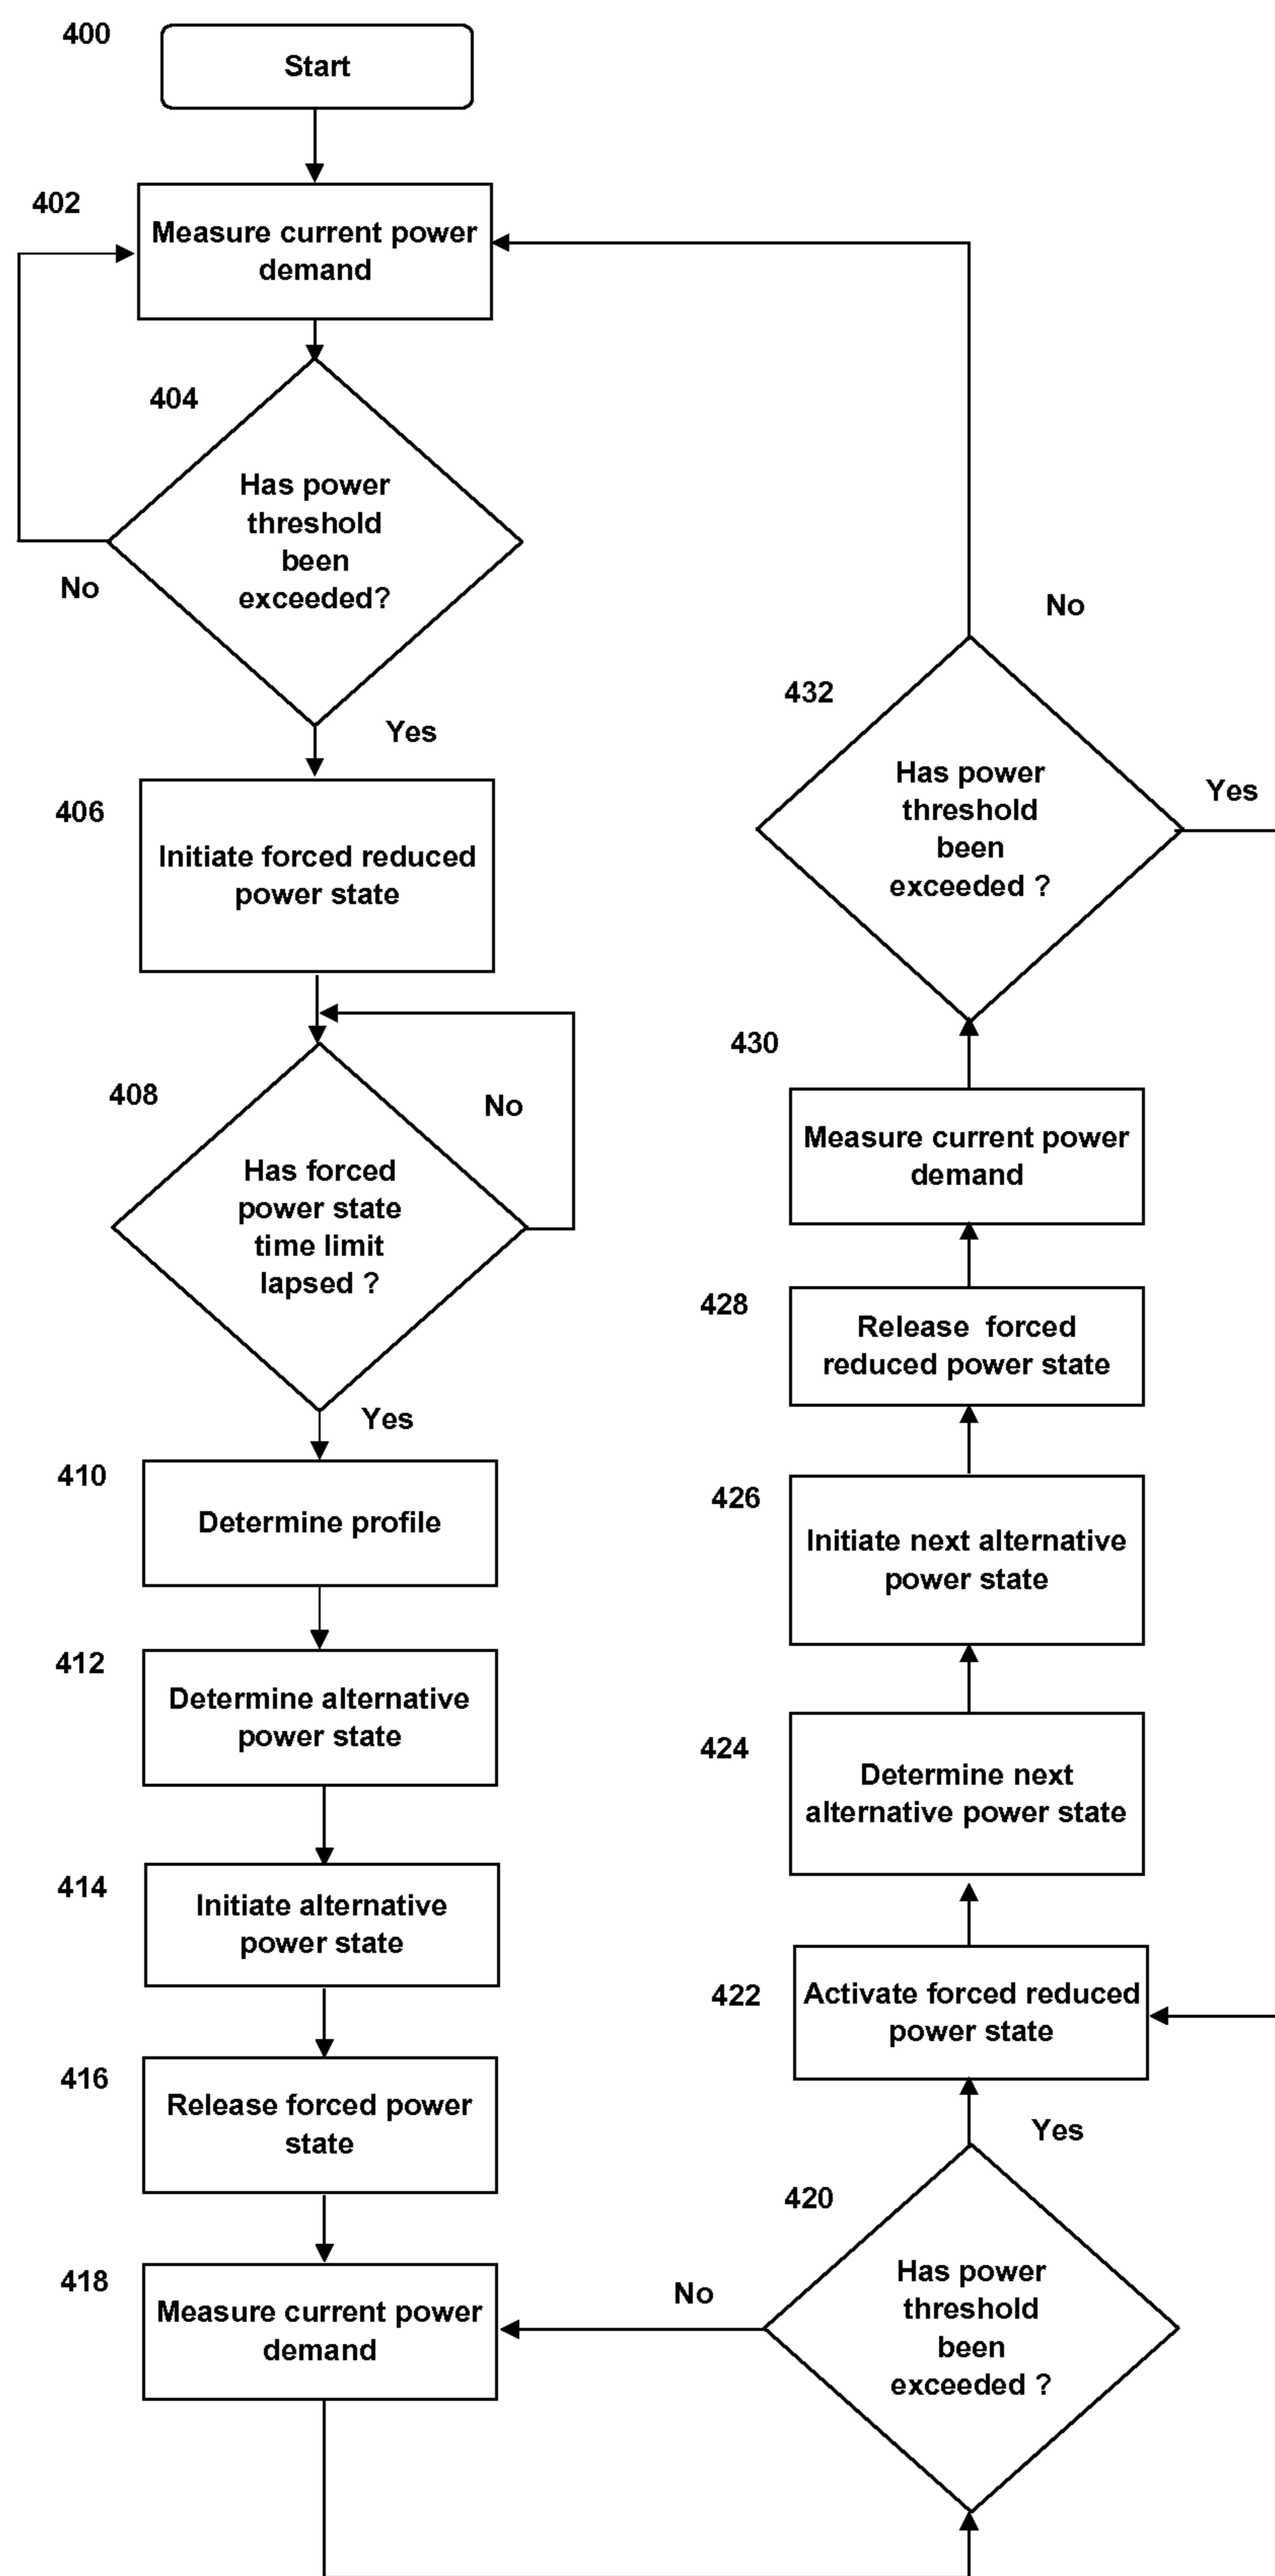 400
Start
402
Measure current power
demand
404
Has power
threshold
been
exceeded?
No
Yes
406
Initiate forced reduced
power state
408
No
Has forced
power state
time limit
lapsed ?
Yes
410
Determine profile
412
Determine alternative
power state
414
Initiate alternative
power state
416
Release forced power
state
418
Measure current power
demand
No
420
Has power
threshold
been
exceeded ?
Yes
422
Activate forced reduced
power state
424
Determine next
alternative power state
426
Initiate next alternative
power state
428
Release forced
reduced power state
430
Measure current power
demand
432
Has power
threshold
been
exceeded ?
No
Yes